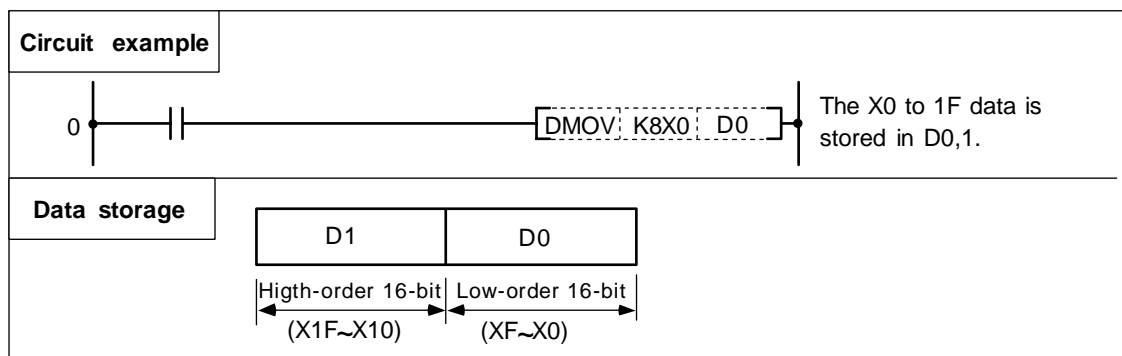 Circuit example
0
DMOV K8X0 D0
The X0 to 1F data is
stored in D0,1.
Data storage
D1 D0
Higth-order 16-bit Low-order 16-bit
(X1F~X10) (XF~X0)